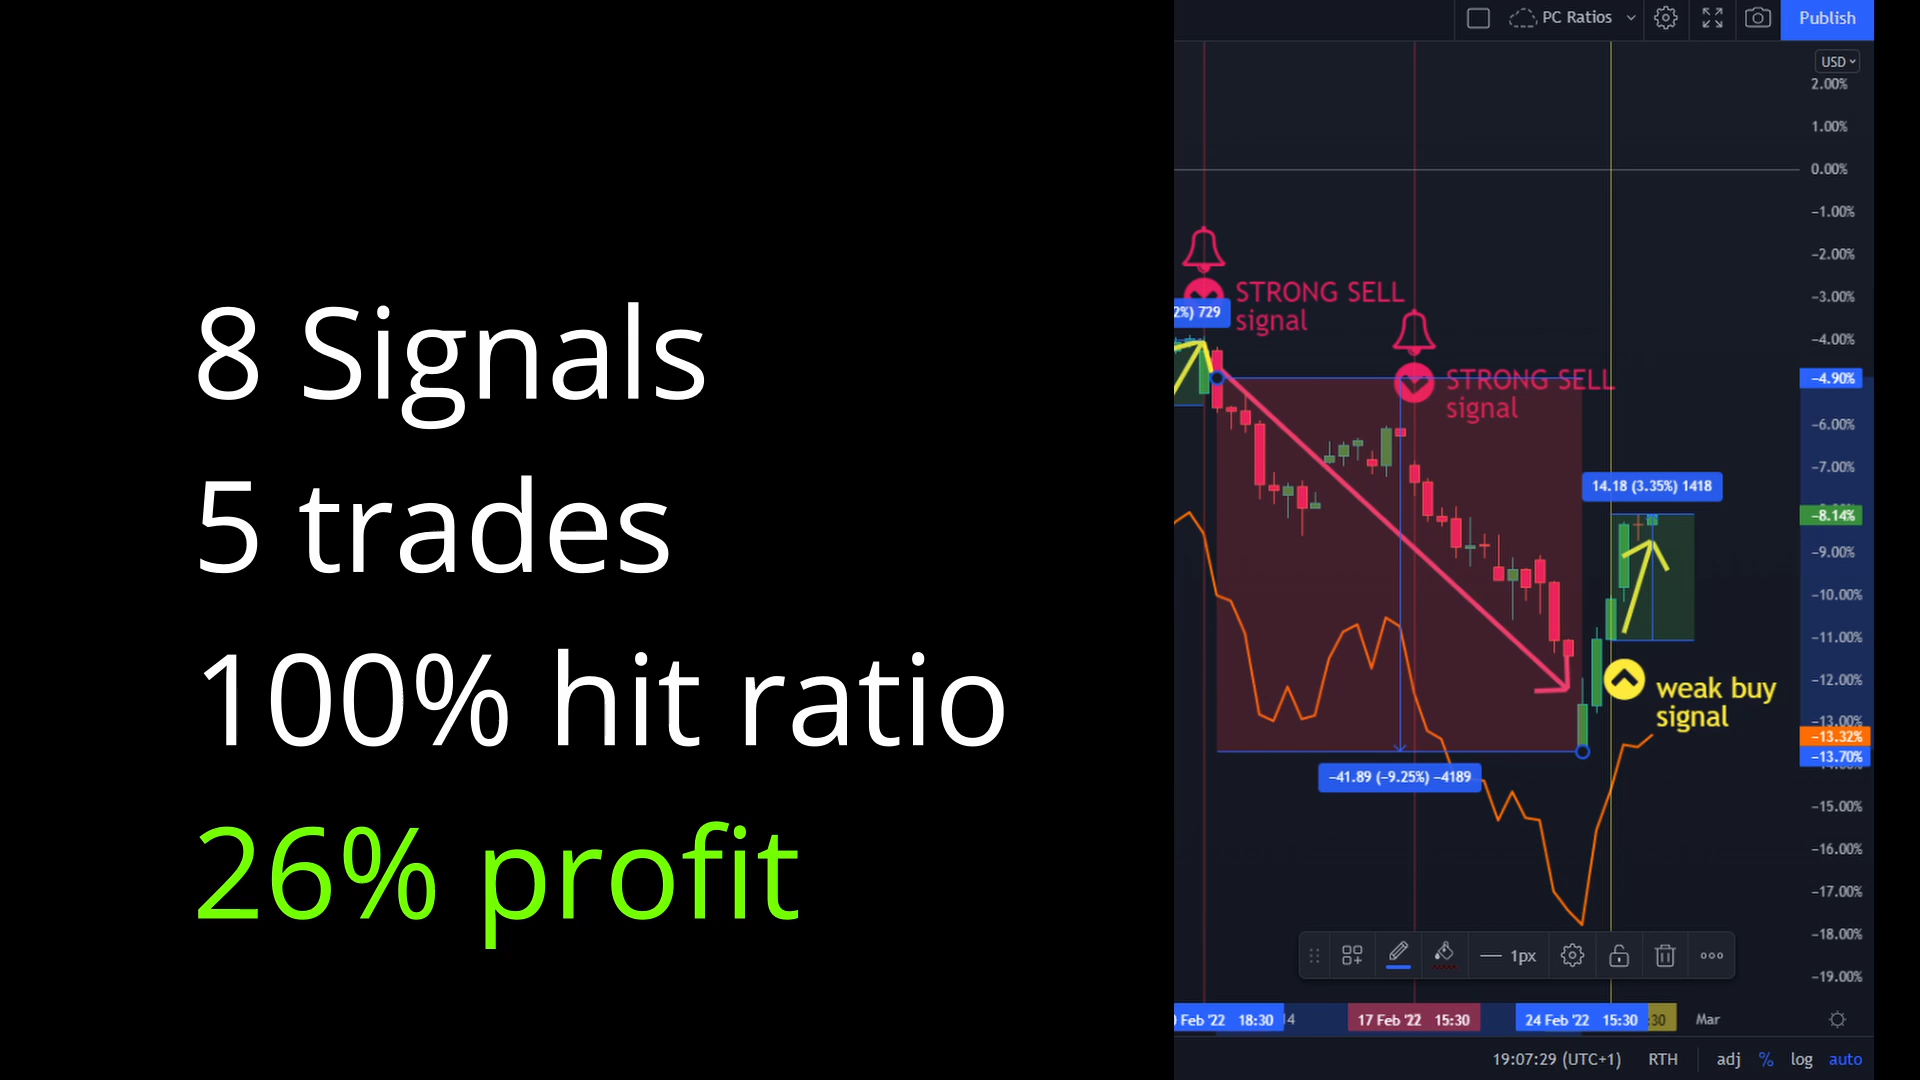 8 Signals
5 trades
100% hit ratio
26% profit
PC Ratios
Publish
USD
2.00%
1.00%
0.00%
−1.00%
−2.00%
−3.00%
−4.00%
−4.90%
−6.00%
−7.00%
−8.14%
−9.00%
−10.00%
−11.00%
−12.00%
−13.00%
−13.32%
−13.70%
−15.00%
−16.00%
−17.00%
−18.00%
−19.00%
STRONG SELL
signal
2%) 729
STRONG SELL
signal
14.18 (3.35%) 1418
weak buy
signal
−41.89 (−9.25%) −4189
1px
Feb '22 18:30
17 Feb '22 15:30
24 Feb '22 15:30
:30
Mar
19:07:29 (UTC+1)
RTH
adj
%
log
auto